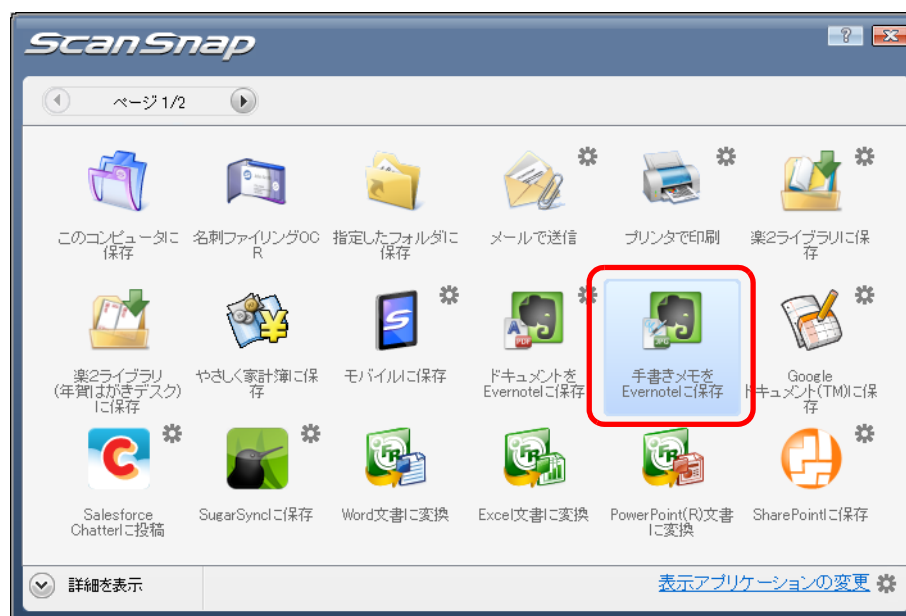 ScanSnap
?
ページ 1/2
このコンピュータに
保存
名刺ファイリングOC
R
指定したフォルダに
保存
メールで送信
プリンタで印刷
楽2ライブラリに保
存
楽2ライブラリ
(年賀はがきデスク)
に保存
やさしく家計簿に保
存
モバイルに保存
ドキュメントを
Evernoteに保存
手書きメモを
Evernoteに保存
Google
ドキュメント(TM)に保
存
Salesforce
Chatterに投稿
SugarSyncに保存
Word文書に変換
Excel文書に変換
PowerPoint(R)文書
に変換
SharePointに保存
詳細を表示
表示アプリケーションの変更